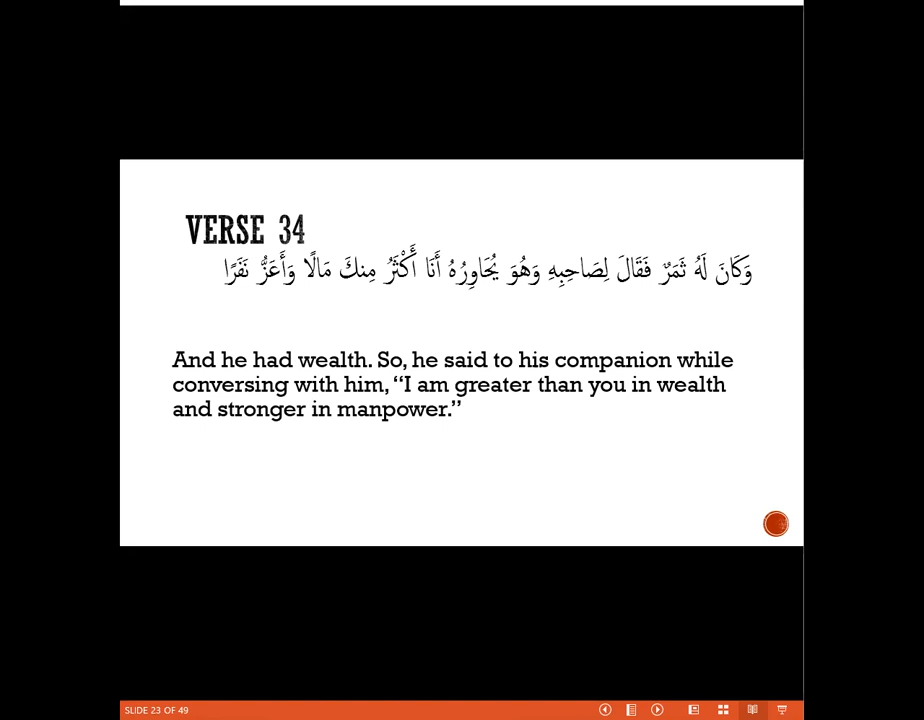 VERSE 34
وَكَانَ لَهُ ثَمَرٌ فَقَالَ لِصَاحِبِهِ وَهُوَ يُحَاوِرُهُ أَنَا أَكْثَرُ مِنكَ مَالًا وَأَعَزُّ نَفَرًا
And he had wealth. So, he said to his companion while
conversing with him, “I am greater than you in wealth
and stronger in manpower.”
SLIDE 23 OF 49